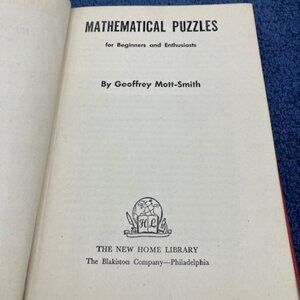 MATHEMATICAL PUZZLES
for Beginners and Enthusiasts
By Geoffrey Mott-Smith
H L
THE NEW HOME LIBRARY
The Blakiston Company—Philadelphia